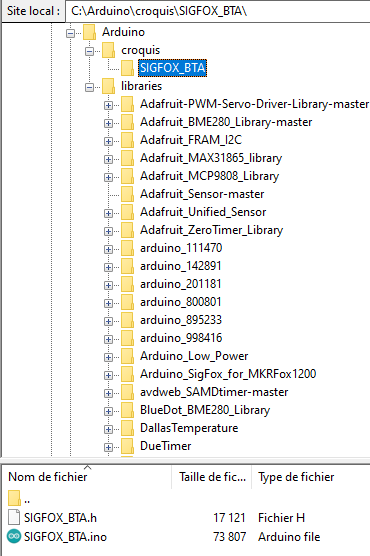 Site local : C:\Arduino\croquis\SIGFOX_BTA\
Arduino
croquis
SIGFOX_BTA
libraries
Adafruit-PWM-Servo-Driver-Library-master
Adafruit_BME280_Library-master
Adafruit_FRAM_I2C
Adafruit_MAX31865_library
Adafruit_MCP9808_Library
Adafruit_Sensor-master
Adafruit_Unified_Sensor
Adafruit_ZeroTimer_Library
arduino_111470
arduino_142891
arduino_201181
arduino_800801
arduino_895233
arduino_998416
Arduino_Low_Power
Arduino_SigFox_for_MKRFox1200
avdweb_SAMDtimer-master
BlueDot_BME280_Library
DallasTemperature
DueTimer
Nom de fichier Taille de fic... Type de fichier
..
SIGFOX_BTA.h 17 121 Fichier H
SIGFOX_BTA.ino 73 807 Arduino file